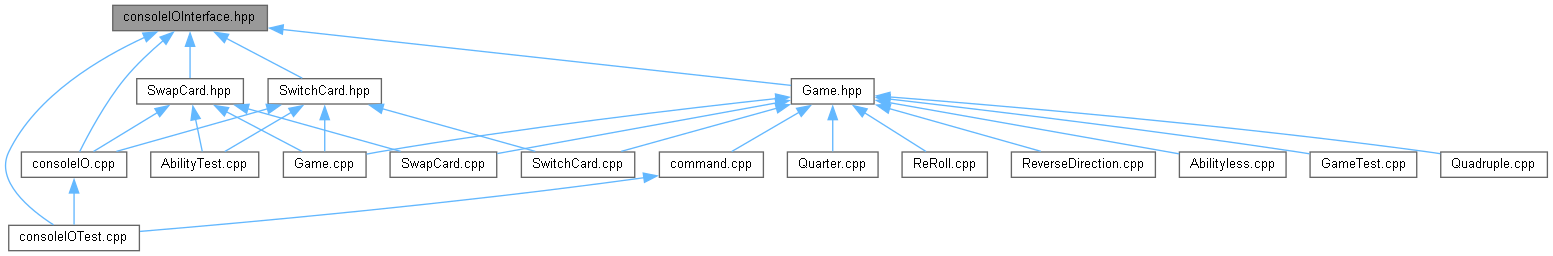 consoleIOInterface.hpp
SwapCard.hpp
SwitchCard.hpp
Game.hpp
consoleIO.cpp
AbilityTest.cpp
Game.cpp
SwapCard.cpp
SwitchCard.cpp
command.cpp
Quarter.cpp
ReRoll.cpp
ReverseDirection.cpp
Abilityless.cpp
GameTest.cpp
Quadruple.cpp
consoleIOTest.cpp